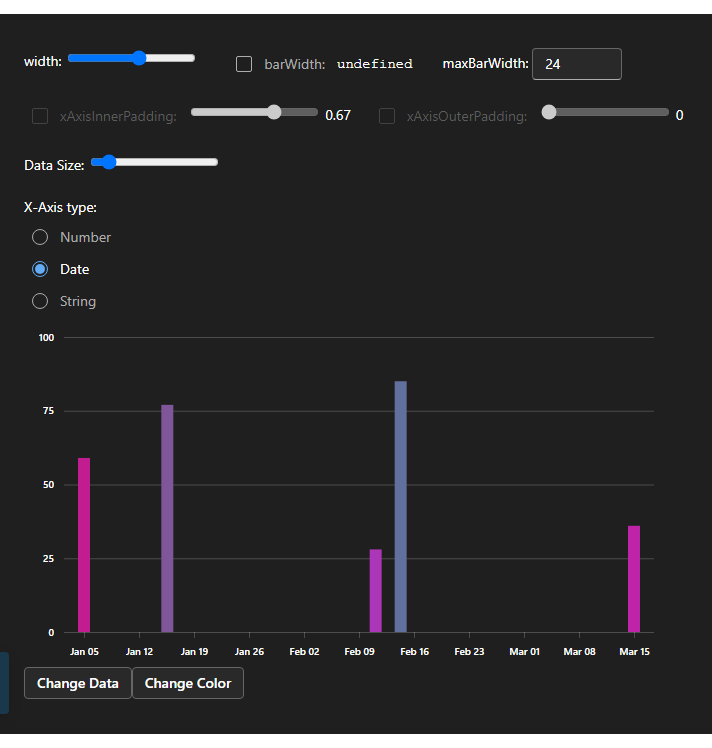 width: barWidth: undefined maxBarWidth: 24
xAxisInnerPadding: 0.67 xAxisOuterPadding: 0
Data Size:
X-Axis type:
Number
Date
String
100
75
50
25
0
Jan 05 Jan 12 Jan 19 Jan 26 Feb 02 Feb 09 Feb 16 Feb 23 Mar 01 Mar 08 Mar 15
Change Data Change Color